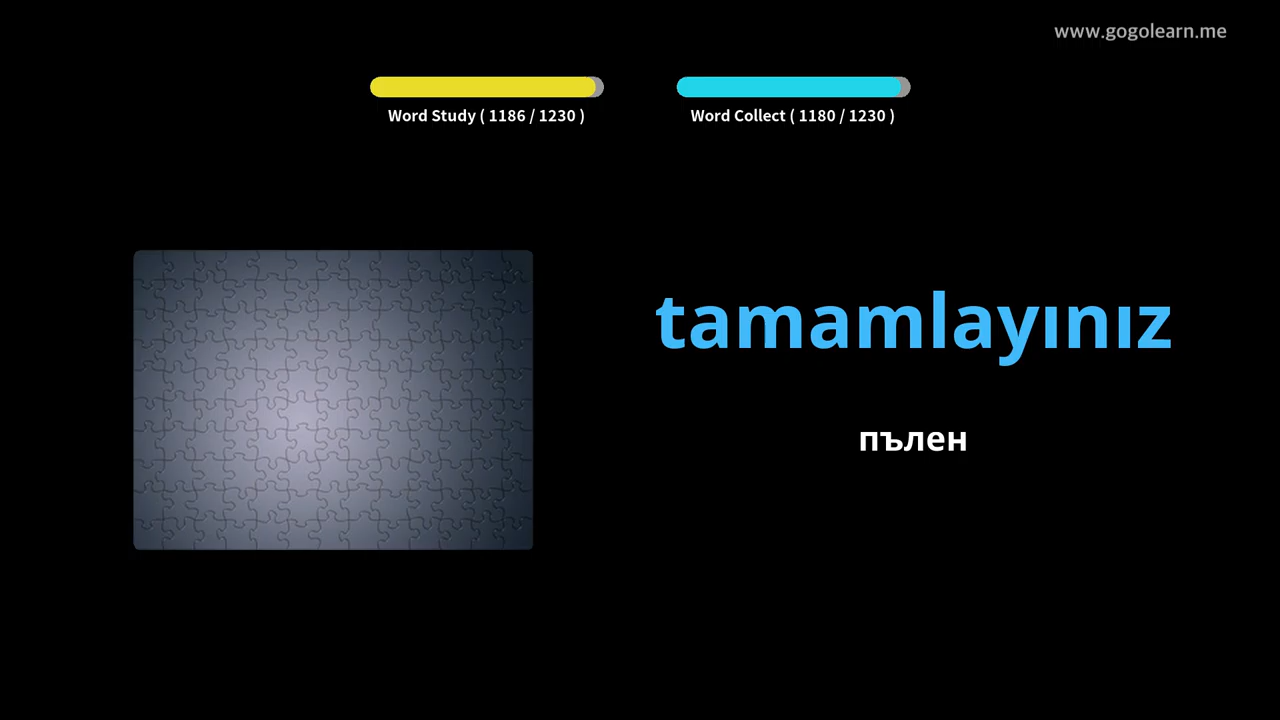 www.gogolearn.me
Word Study ( 1186 / 1230 )
Word Collect ( 1180 / 1230 )
tamamlayınız
пълен